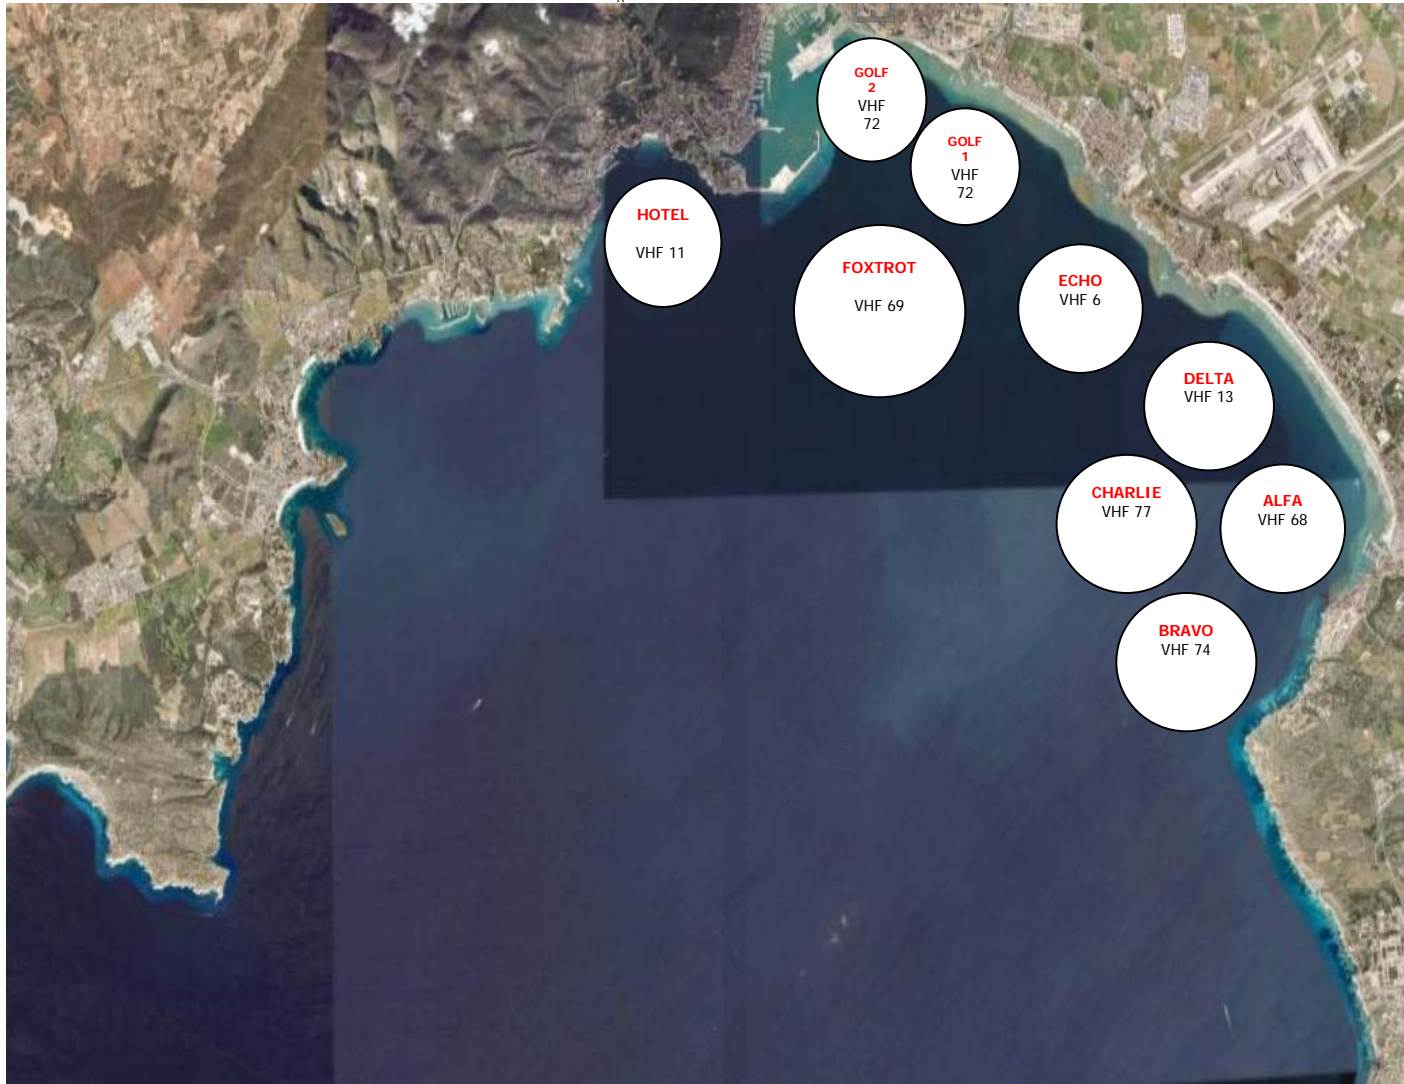 GOLF
2
VHF
72
GOLF
1
VHF
72
HOTEL
VHF 11
FOXTROT
VHF 69
ECHO
VHF 6
DELTA
VHF 13
CHARLIE
VHF 77
ALFA
VHF 68
BRAVO
VHF 74